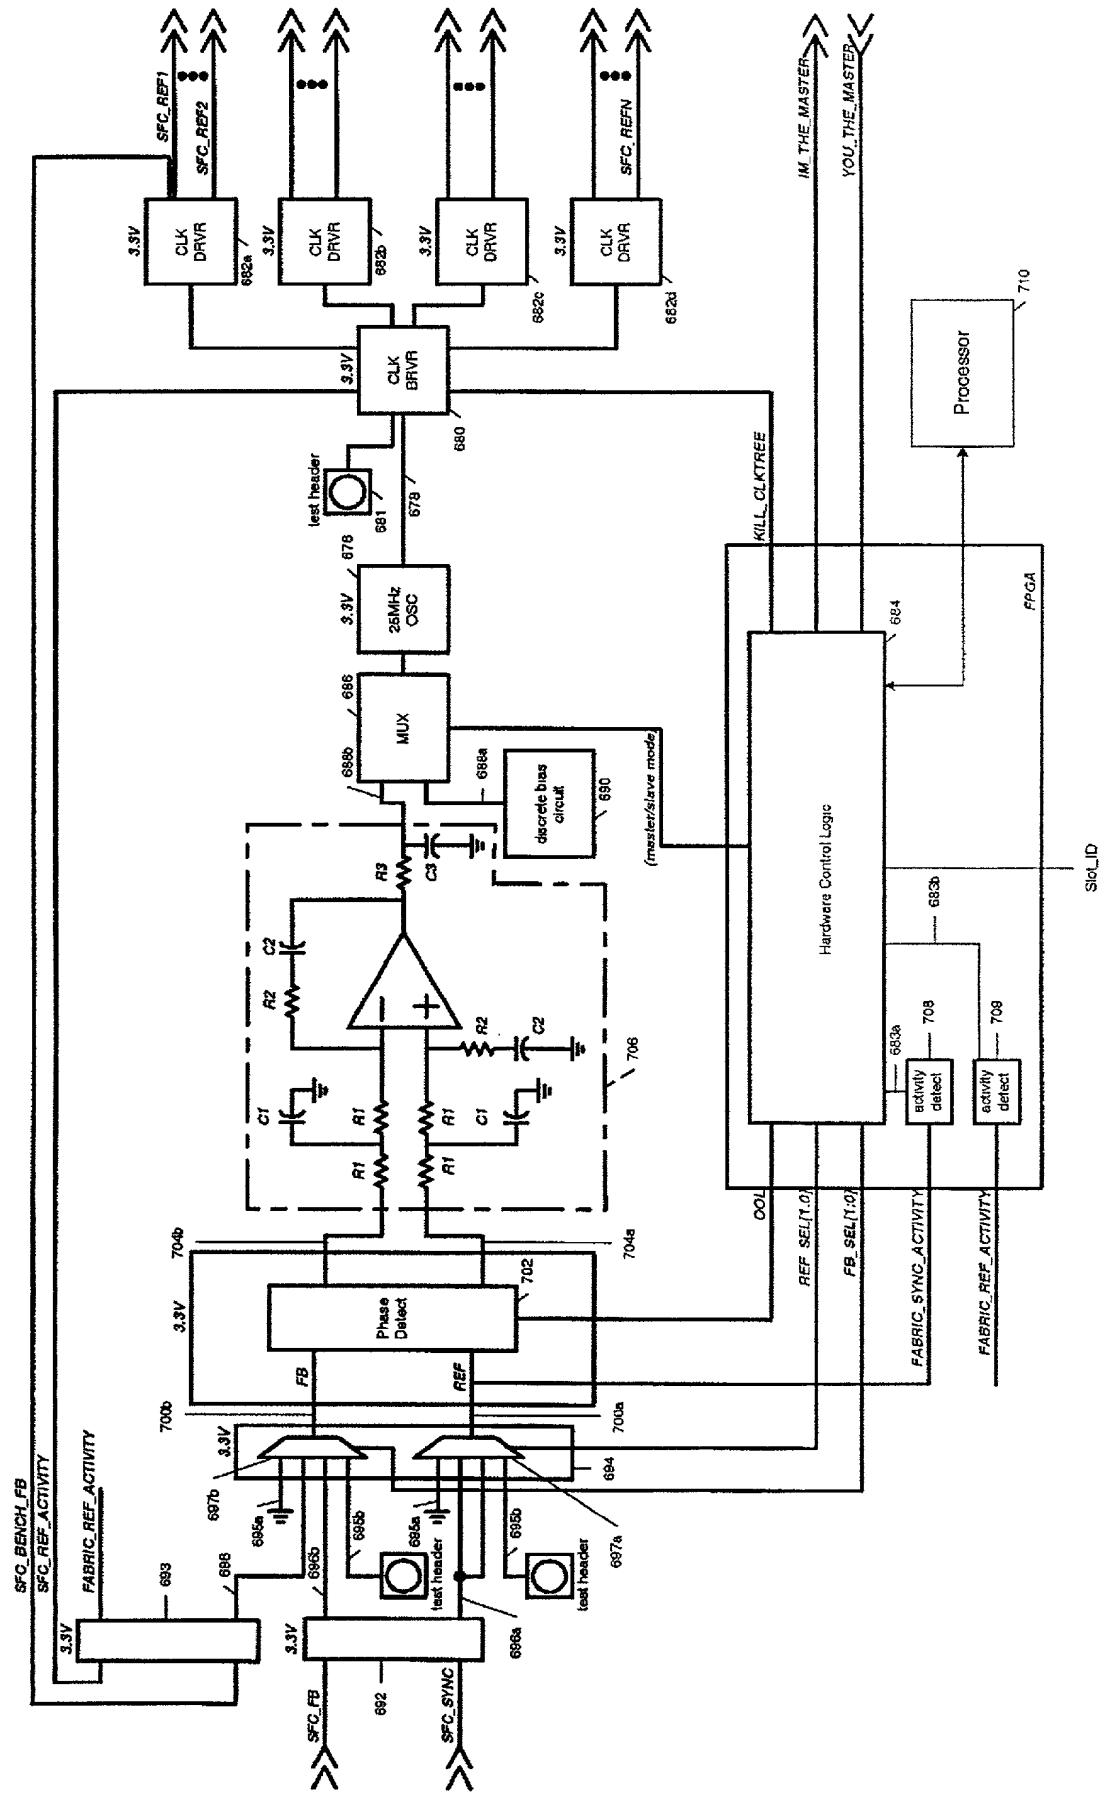 SFC_BENCH_FB
SFC_REF_ACTIVITY
FABRIC_REF_ACTIVITY
3.3V
693
698
SFC_FB
SFC_SYNC
3.3V
692
696a
696b
695a
695b
test header
695a
695b
test header
697b
697a
3.3V
694
700b
700a
3.3V
FB
REF
Phase
Detect
702
704b
704a
R1
R1
C1
R1
R1
C1
R2
C2
R2
C2
R3
C3
706
688b
688a
discrete bias
circuit
690
MUX
686
(master/slave mode)
3.3V
25MHz
OSC
676
678
test header
681
3.3V
CLK
DRVR
680
3.3V
CLK
DRVR
682a
3.3V
CLK
DRVR
682b
3.3V
CLK
DRVR
682c
3.3V
CLK
DRVR
682d
SFC_REF1
SFC_REF2
SFC_REFN
IM_THE_MASTER
YOU_THE_MASTER
KILL_CLKTREE
Processor
710
FPGA
Hardware Control Logic
684
Slot_ID
683a
683b
activity
detect
708
activity
detect
709
OOL
REF SEL[1.0]
FB_SEL[1:0]
FABRIC_SYNC_ACTIVITY
FABRIC_REF_ACTIVITY